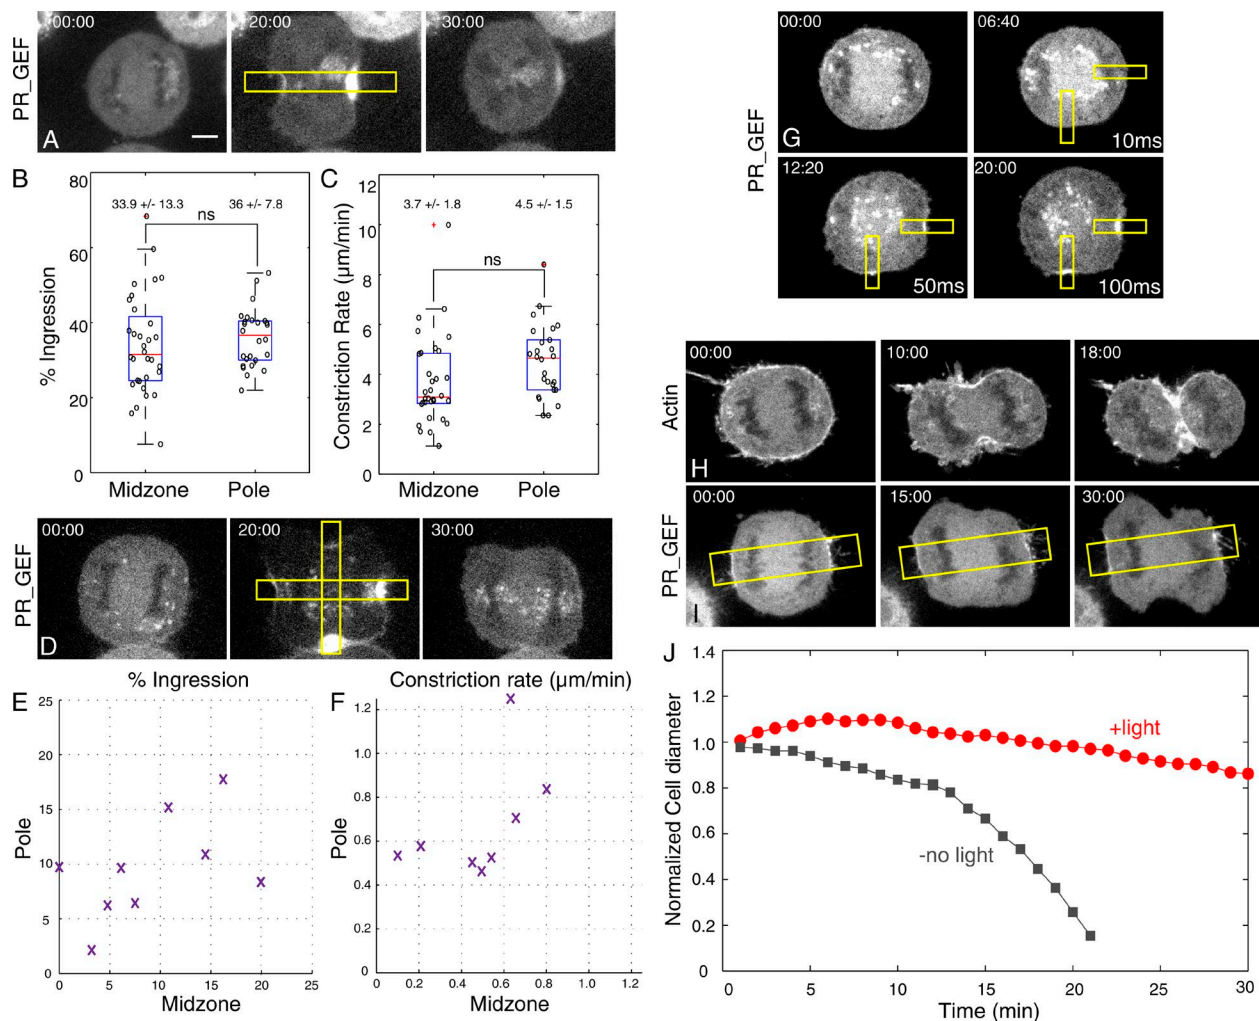 PR_GEF
00:00
20:00
30:00
A
B
% Ingression
80
60
40
20
0
33.9 +/- 13.3
36 +/- 7.8
ns
Midzone
Pole
C
Constriction Rate (µm/min)
12
10
8
6
4
2
0
3.7 +/- 1.8
4.5 +/- 1.5
ns
Midzone
Pole
PR_GEF
00:00
20:00
30:00
D
E
% Ingression
Pole
25
20
15
10
5
0
0
5
10
15
20
25
Midzone
F
Constriction rate (µm/min)
Pole
1.2
1.0
0.8
0.6
0.4
0.2
0
0
0.2
0.4
0.6
0.8
1.0
1.2
Midzone
PR_GEF
00:00
06:40
G
10ms
12:20
20:00
50ms
100ms
Actin
00:00
10:00
18:00
H
PR_GEF
00:00
15:00
30:00
I
J
Normalized Cell diameter
1.4
1.2
1.0
0.8
0.6
0.4
0.2
0
+light
-no light
0
5
10
15
20
25
30
Time (min)